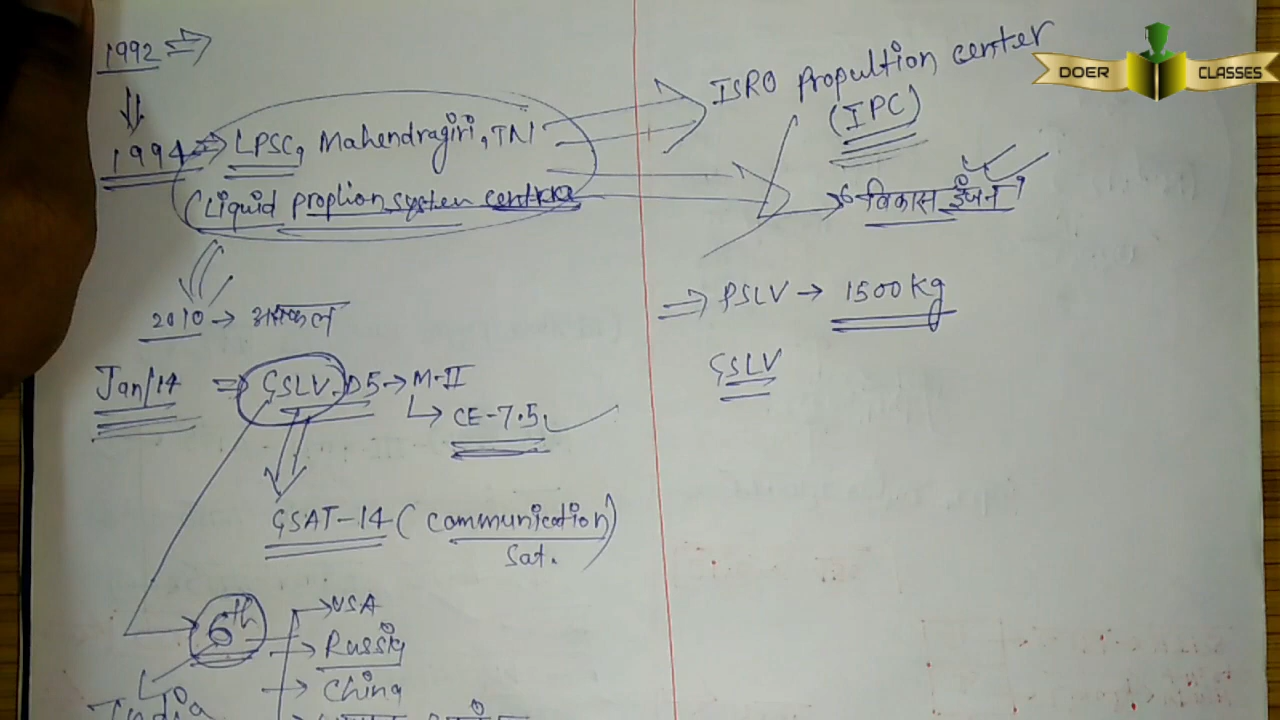 1992 ⇒
1994 ⇒ LPSC, Mahendragiri, TN
(Liquid proplion system centre
2010 → असफल
Jan/14 ⇒ GSLV. D5 → M-II
↳ CE-7.5
GSAT-14 (communication)
Sat.
6th
→ USA
→ Russia
→ China
India
ISRO Propultion center
(IPC)
"विकास इंजन"
⇒ PSLV → 1500 kg
GSLV
DOER CLASSES